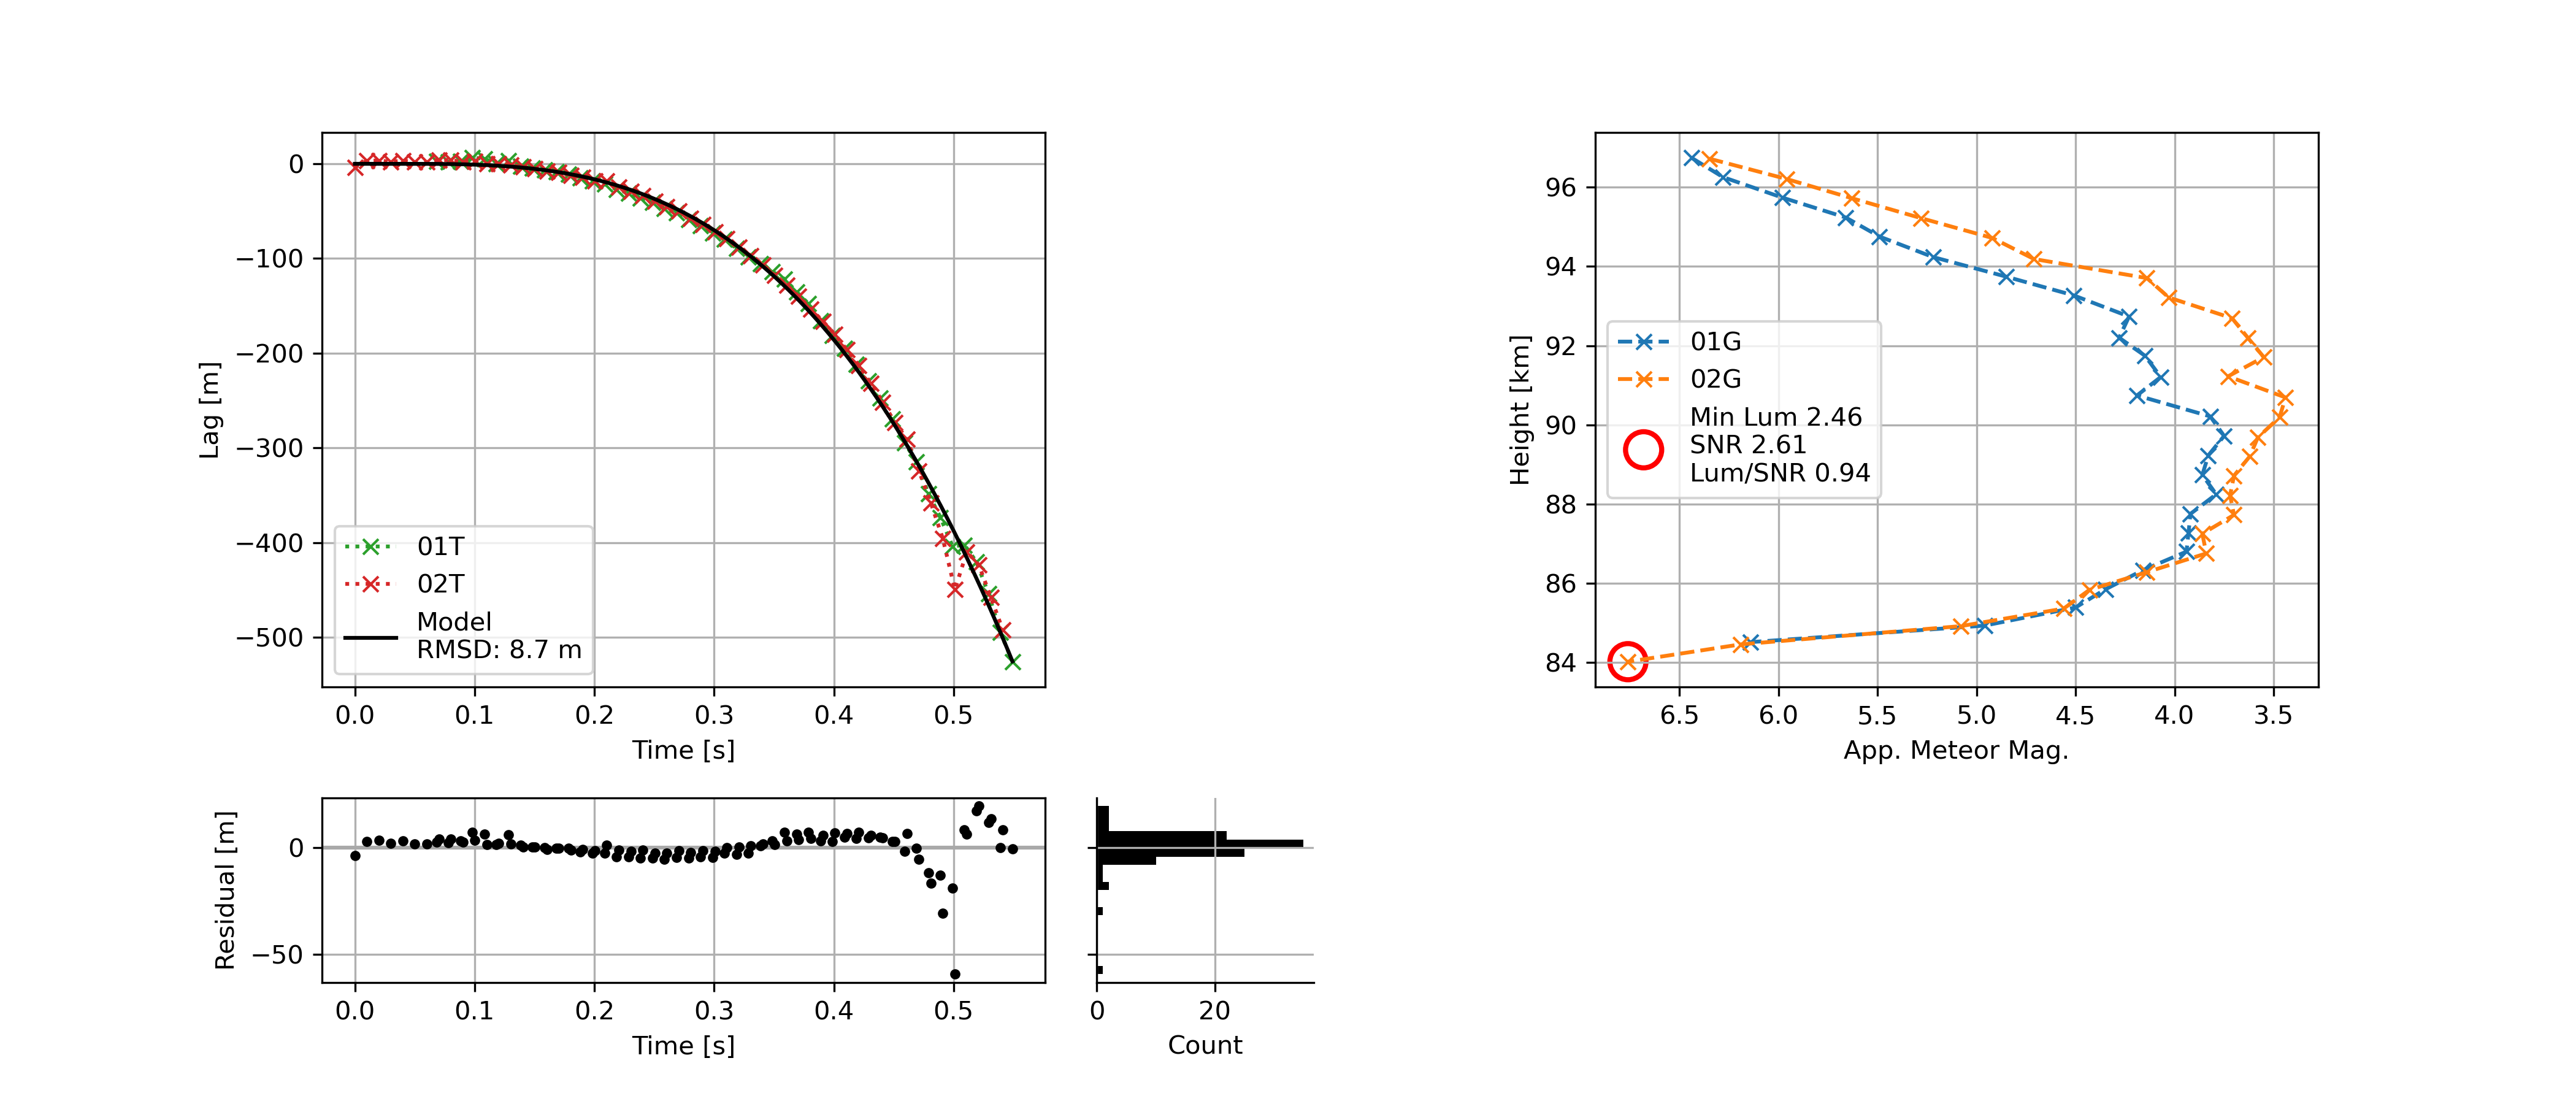 0
−100
−200
−300
−400
−500
Lag [m]
01T
02T
Model
RMSD: 8.7 m
0.0 0.1 0.2 0.3 0.4 0.5
Time [s]
96
94
92
90
88
86
84
Height [km]
01G
02G
Min Lum 2.46
SNR 2.61
Lum/SNR 0.94
6.5 6.0 5.5 5.0 4.5 4.0 3.5
App. Meteor Mag.
0
−50
Residual [m]
0.0 0.1 0.2 0.3 0.4 0.5
Time [s]
0 20
Count